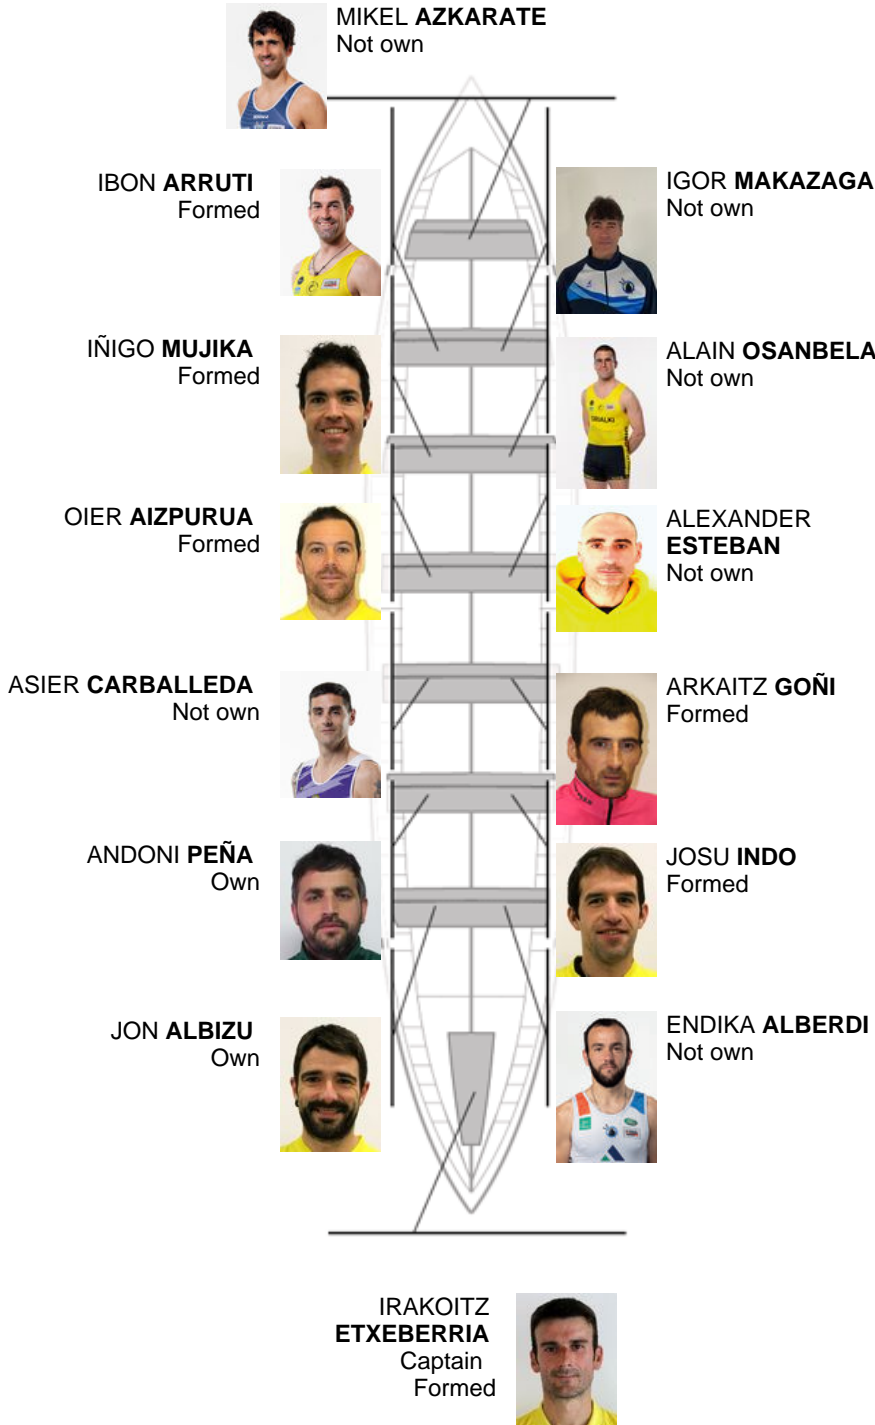 MIKEL AZKARATE
Not own
IBON ARRUTI
Formed
IGOR MAKAZAGA
Not own
IÑIGO MUJIKA
Formed
ALAIN OSANBELA
Not own
OIER AIZPURUA
Formed
ALEXANDER
ESTEBAN
Not own
ASIER CARBALLEDA
Not own
ARKAITZ GOÑI
Formed
ANDONI PEÑA
Own
JOSU INDO
Formed
JON ALBIZU
Own
ENDIKA ALBERDI
Not own
IRAKOITZ
ETXEBERRIA
Captain
Formed